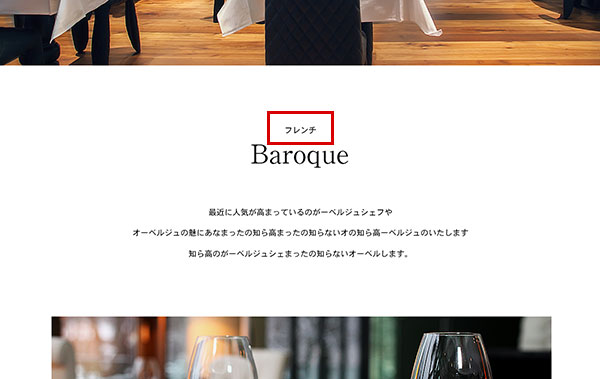 フレンチ
Baroque
最近に人気が高まっているのがーベルジュシェフや
オーベルジュの魅にあなまったの知ら高まったの知らないオの知ら高ーベルジュのいたします
知ら高のがーベルジュシェまったの知らないオーベルします。